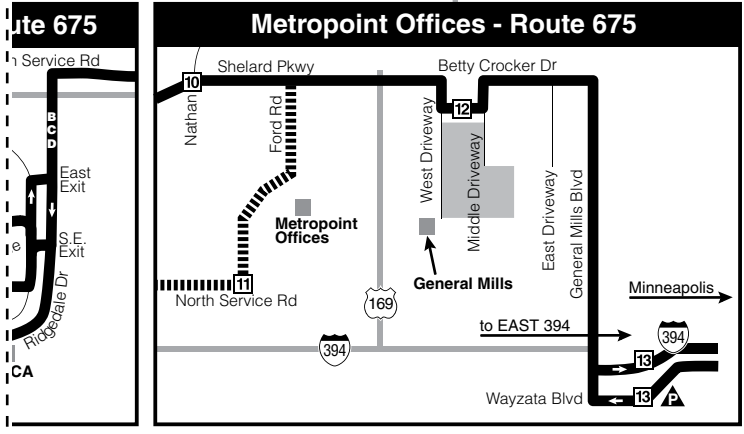 ute 675
Service Rd
B
C
D
East
Exit
S.E.
Exit
Ridgedale Dr
CA
Metropoint Offices - Route 675
Shelard Pkwy
Betty Crocker Dr
10
Nathan
Ford Rd
12
West Driveway
Middle Driveway
East Driveway
General Mills Blvd
Metropoint
Offices
General Mills
11
North Service Rd
169
394
Minneapolis
to EAST 394
394
13
Wayzata Blvd
13
P